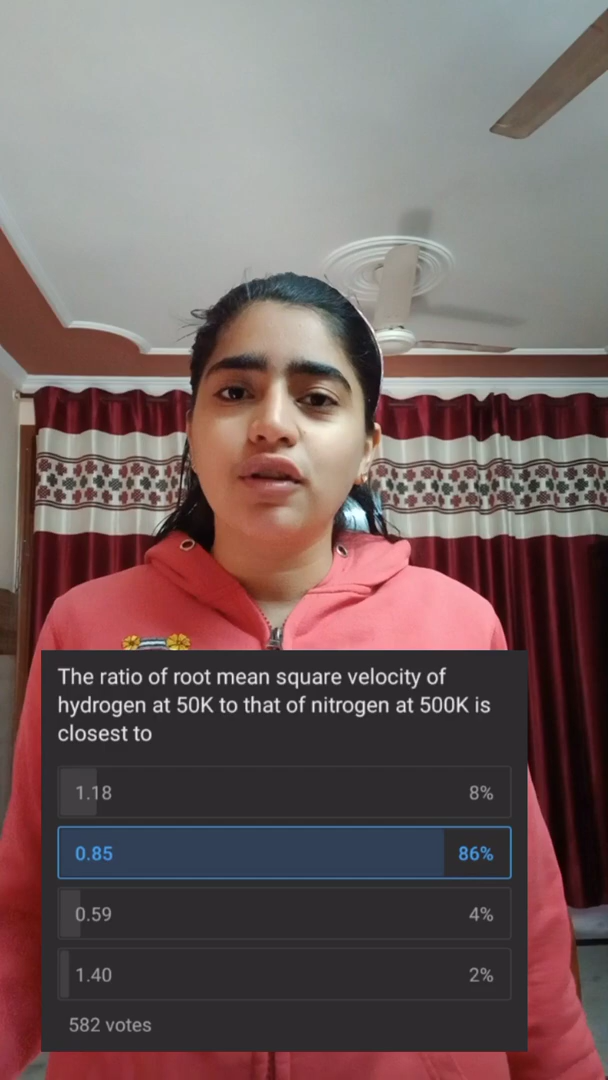 The ratio of root mean square velocity of
hydrogen at 50K to that of nitrogen at 500K is
closest to
1.18 8%
0.85 86%
0.59 4%
1.40 2%
582 votes